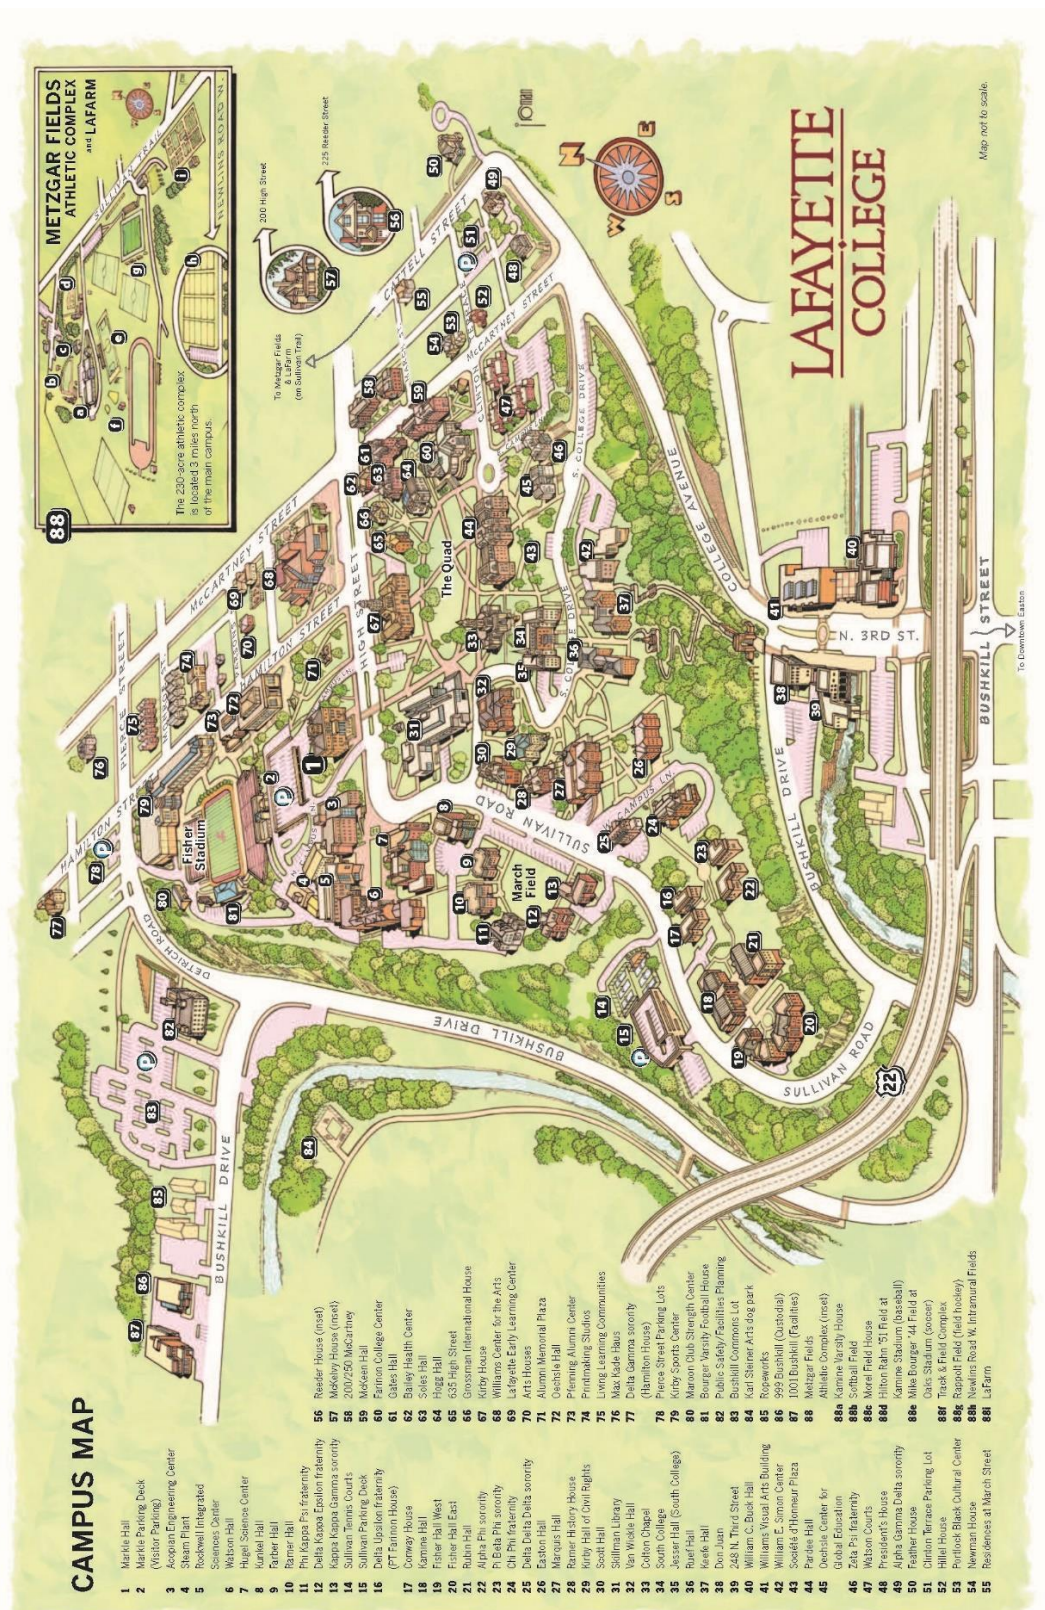 CAMPUS MAP
1 Markle Hall
2 Markle Parking Deck
(Visitor Parking)
3 Acopian Engineering Center
4 Steam Plant
5 Rockwell Integrated
Sciences Center
6 Watson Hall
7 Hugel Science Center
8 Kunkel Hall
9 Farber Hall
10 Ramer Hall
11 Phi Kappa Psi fraternity
12 Delta Kappa Epsilon fraternity
13 Kappa Kappa Gamma sorority
14 Sullivan Tennis Courts
15 Sullivan Parking Deck
16 Delta Upsilon fraternity
(PT Farinon House)
17 Conway House
18 Kamine Hall
19 Fisher Hall West
20 Fisher Hall East
21 Rubin Hall
22 Alpha Phi sorority
23 Pi Beta Phi sorority
24 Chi Phi fraternity
25 Delta Delta Delta sorority
26 Easton Hall
27 Marquis Hall
28 Ramer History House
29 Kirby Hall of Civil Rights
30 Scott Hall
31 Skillman Library
32 Van Wickle Hall
33 Colton Chapel
34 South College
35 Jesser Hall (South College)
36 Ruef Hall
37 Keefe Hall
38 Don Juan
39 248 N. Third Street
40 William C. Buck Hall
41 Williams Visual Arts Building
42 William E. Simon Center
43 Société d'Honneur Plaza
44 Pardee Hall
45 Oechsle Center for
Global Education
46 Zeta Psi fraternity
47 Watson Courts
48 President's House
49 Alpha Gamma Delta sorority
50 Feather House
51 Clinton Terrace Parking Lot
52 Hillel House
53 Portlock Black Cultural Center
54 Newman House
55 Residences at March Street
56 Reeder House (inset)
57 McKelvy House (inset)
58 200/250 McCartney
59 McKeen Hall
60 Farinon College Center
61 Gates Hall
62 Bailey Health Center
63 Soles Hall
64 Hogg Hall
65 635 High Street
66 Grossman International House
67 Kirby House
68 Williams Center for the Arts
69 Lafayette Early Learning Center
70 Arts Houses
71 Alumni Memorial Plaza
72 Oechsle Hall
73 Pfenning Alumni Center
74 Printmaking Studios
75 Living Learning Communities
76 Max Kade Haus
77 Delta Gamma sorority
(Hamilton House)
78 Pierce Street Parking Lots
79 Kirby Sports Center
80 Maroon Club Strength Center
81 Bourger Varsity Football House
82 Public Safety/Facilities Planning
83 Bushkill Commons Lot
84 Karl Steiner Arts dog park
85 Ropeworks
86 999 Bushkill (Custodial)
87 1001 Bushkill (Facilities)
88 Metzgar Fields
Athletic Complex (inset)
88a Kamine Varsity House
88b Softball Field
88c Morel Field House
88d Hilton Rahn '51 Field at
Kamine Stadium (baseball)
88e Mike Bourger '44 Field at
Oaks Stadium (soccer)
88f Track & Field Complex
88g Rappolt Field (field hockey)
88h Newlins Road W. Intramural Fields
88i LaFarm
88
METZGAR FIELDS
ATHLETIC COMPLEX
and LAFARM
SULLIVAN TRAIL
NEWLINS ROAD W.
The 230-acre athletic complex
is located 3 miles north
of the main campus.
a
b
c
d
e
f
g
h
i
200 High Street
225 Reeder Street
57
56
To Metzgar Fields
& LaFarm
(on Sullivan Trail)
N
E
S
W
LAFAYETTE
COLLEGE
Map not to scale.
HAMILTON STREET
PIERCE STREET
McCARTNEY STREET
HAMILTON STREET
HIGH STREET
CATTELL STREET
McCARTNEY STREET
S. COLLEGE DRIVE
S. COLLEGE DRIVE
COLLEGE AVENUE
N. 3RD ST.
BUSHKILL STREET
To Downtown Easton
BUSHKILL DRIVE
SULLIVAN ROAD
W. CAMPUS LN.
SULLIVAN ROAD
22
BUSHKILL DRIVE
DETRICH ROAD
BUSHKILL DRIVE
The Quad
Fisher
Stadium
March
Field